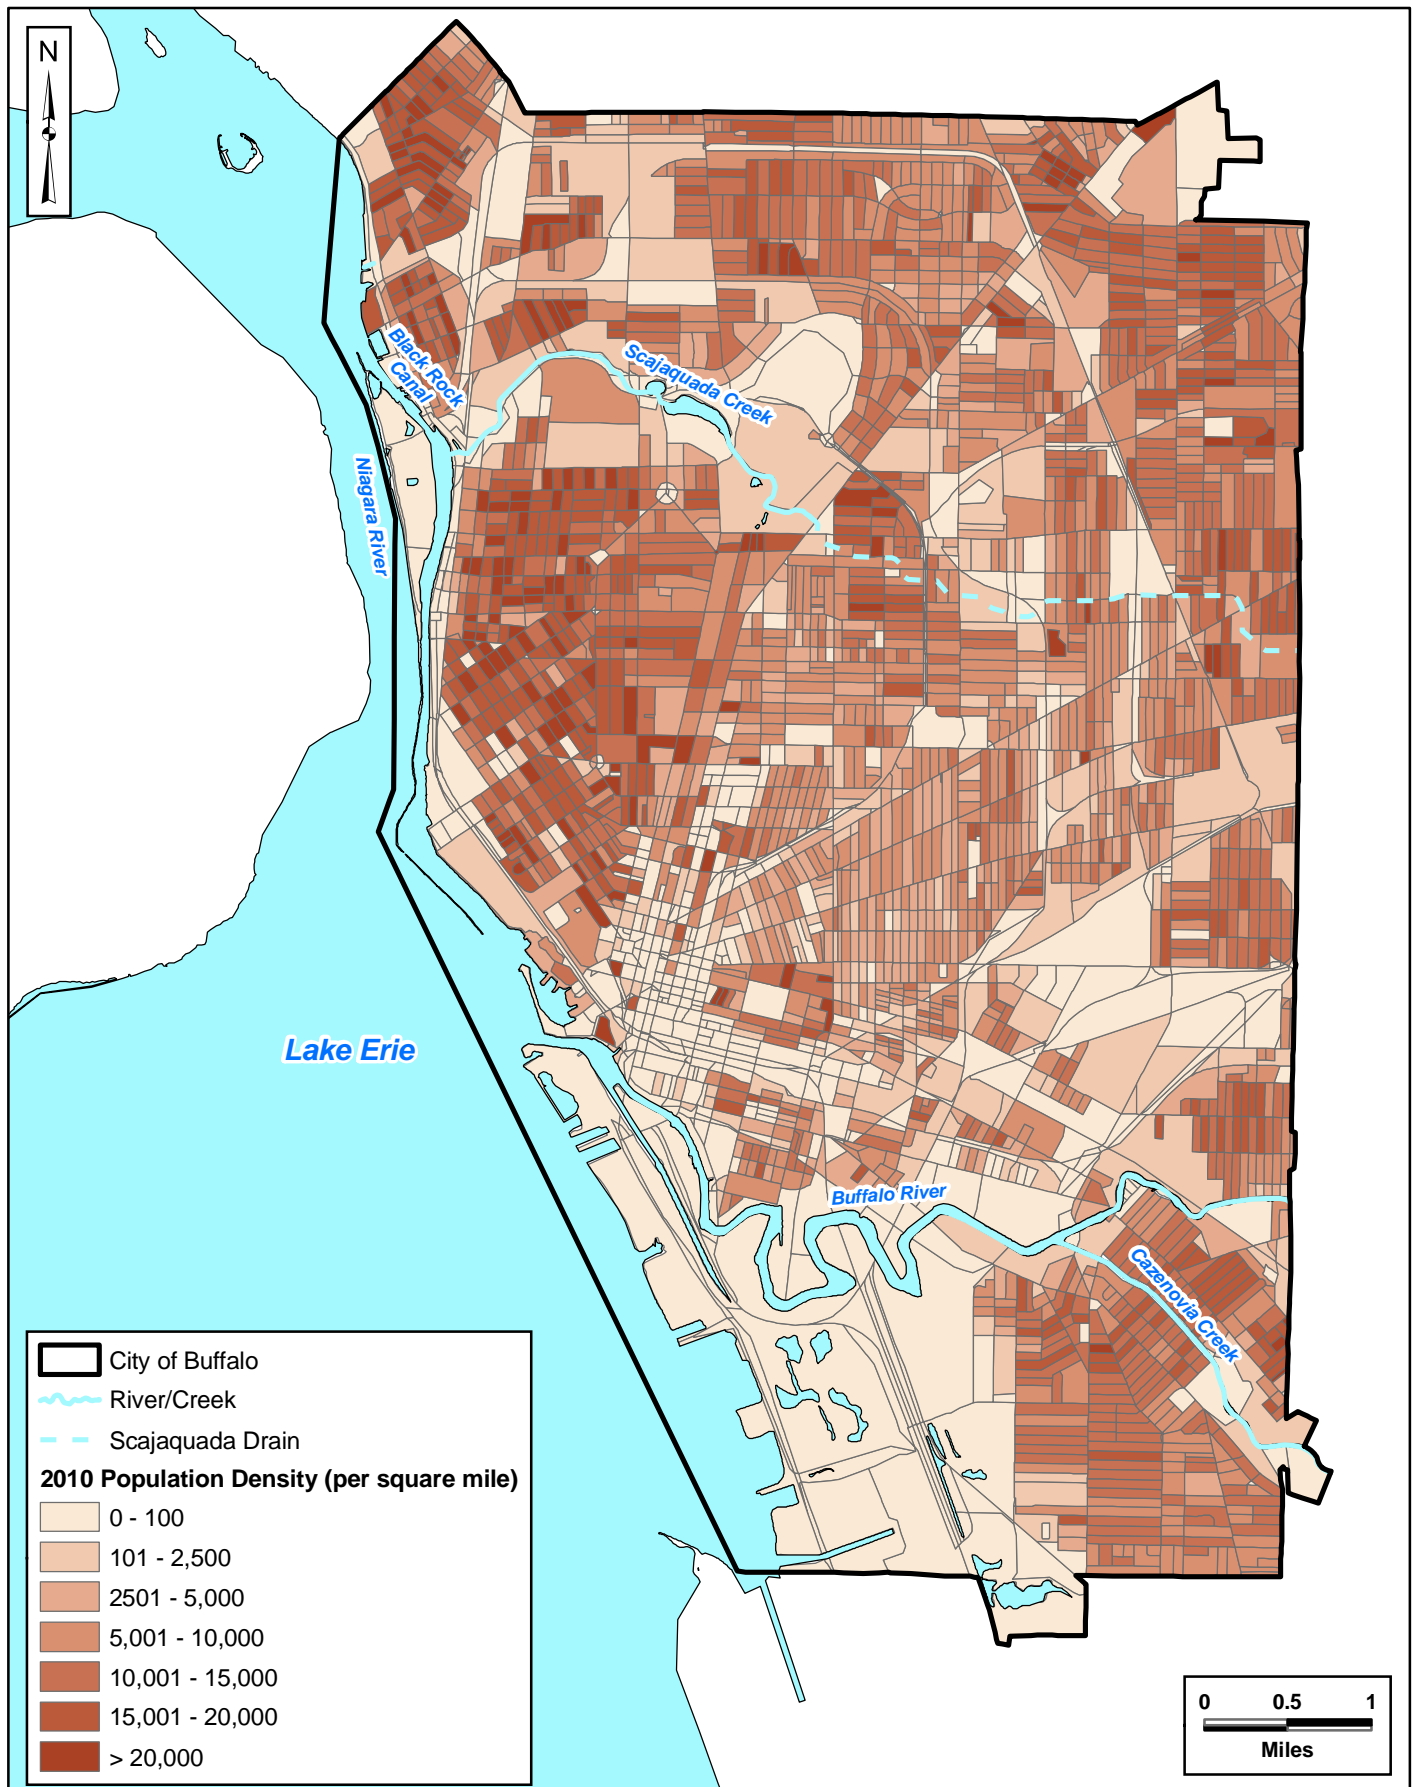 N
Black Rock
Canal
Scajaquada Creek
Niagara River
Lake Erie
Buffalo River
Cazenovia Creek
City of Buffalo
River/Creek
Scajaquada Drain
2010 Population Density (per square mile)
0 - 100
101 - 2,500
2501 - 5,000
5,001 - 10,000
10,001 - 15,000
15,001 - 20,000
> 20,000
0 0.5 1
Miles